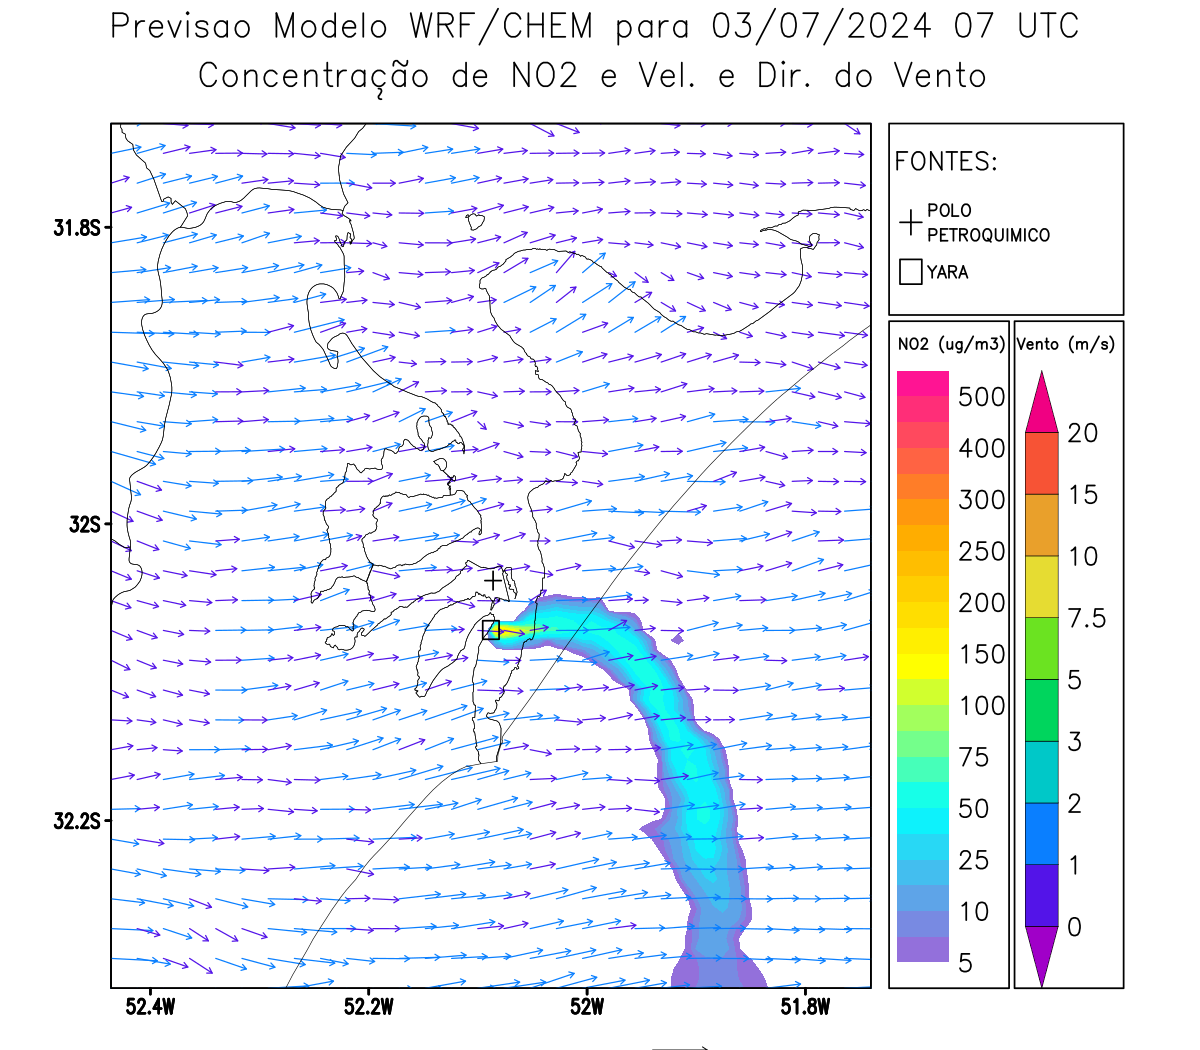 Previsao Modelo WRF/CHEM para 03/07/2024 07 UTC
Concentração de NO2 e Vel. e Dir. do Vento
FONTES:
POLO
PETROQUIMICO
YARA
NO2 (ug/m3)
500
400
300
250
200
150
100
75
50
25
10
5
Vento (m/s)
20
15
10
7.5
5
3
2
1
0
31.8S
32S
32.2S
52.4W
52.2W
52W
51.8W